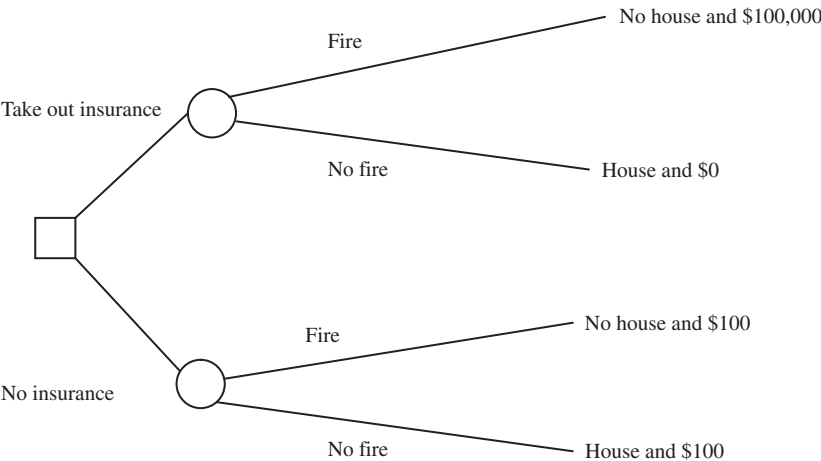 No house and $100,000
Fire
Take out insurance
No fire
House and $0
Fire
No house and $100
No insurance
No fire
House and $100